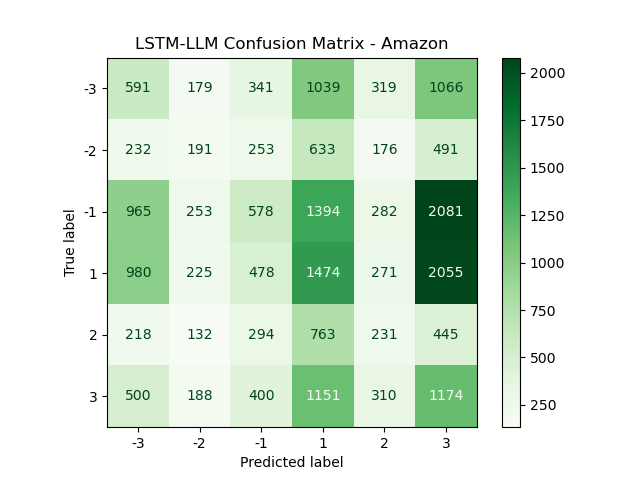 LSTM-LLM Confusion Matrix - Amazon
-3 591 179 341 1039 319 1066
-2 232 191 253 633 176 491
-1 965 253 578 1394 282 2081
1 980 225 478 1474 271 2055
2 218 132 294 763 231 445
3 500 188 400 1151 310 1174
-3 -2 -1 1 2 3
Predicted label
True label
2000
1750
1500
1250
1000
750
500
250